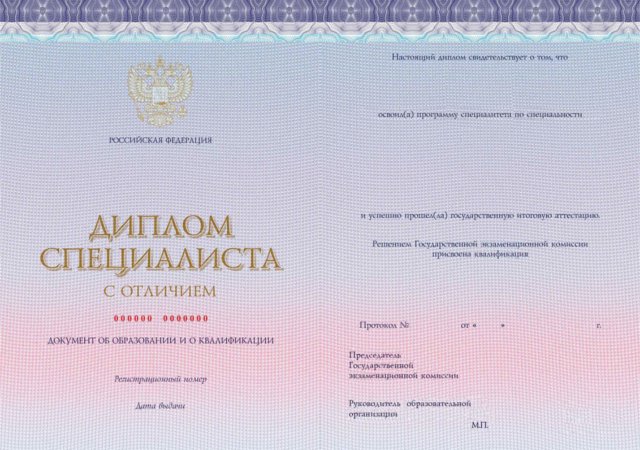 РОССИЙСКАЯ ФЕДЕРАЦИЯ
ДИПЛОМ
СПЕЦИАЛИСТА
С ОТЛИЧИЕМ
000000 0000000
ДОКУМЕНТ ОБ ОБРАЗОВАНИИ И О КВАЛИФИКАЦИИ
Регистрационный номер
Дата выдачи
Настоящий диплом свидетельствует о том, что
освоил(а) программу специалитета по специальности
и успешно прошел(ла) государственную итоговую аттестацию.
Решением Государственной экзаменационной комиссии
присвоена квалификация
Протокол № от « » г.
Председатель
Государственной
экзаменационной комиссии
Руководитель образовательной
организации
М.П.